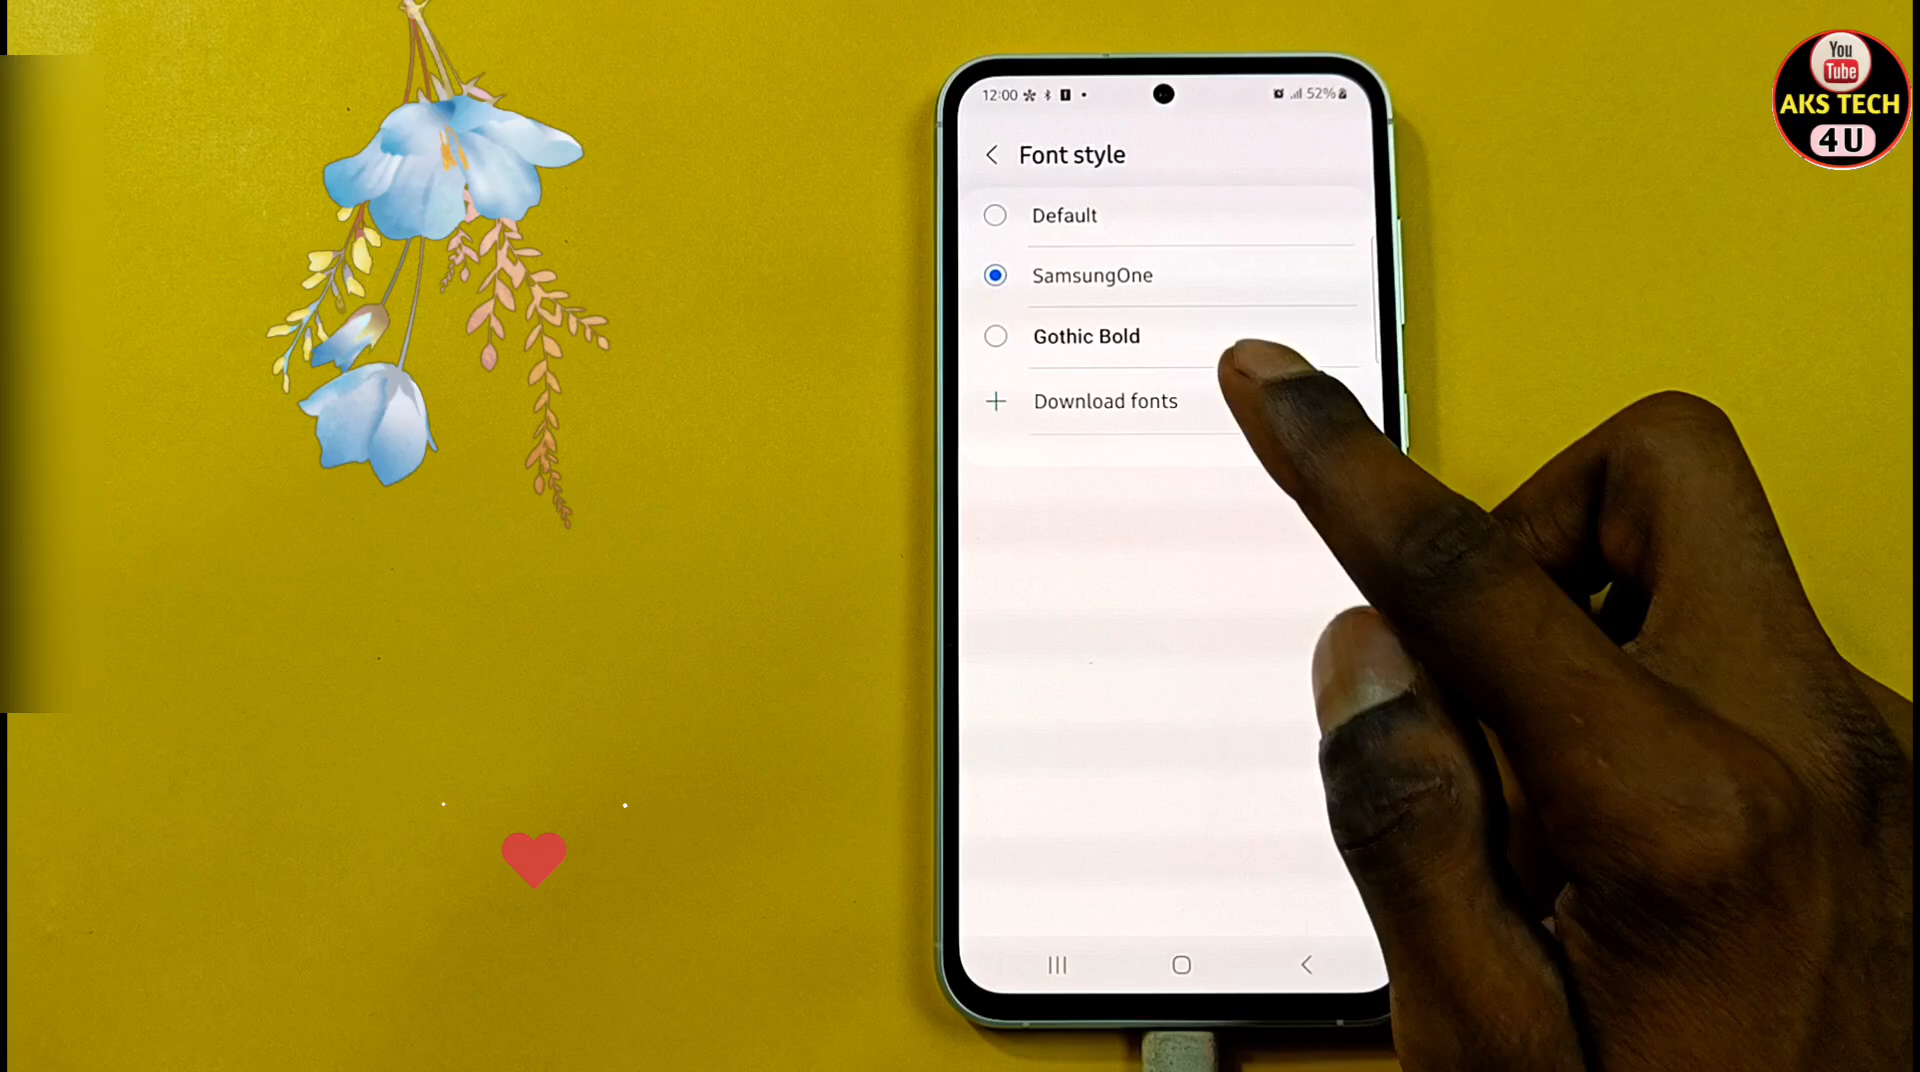 12:00
52%
Font style
Default
SamsungOne
Gothic Bold
Download fonts
You
Tube
AKS TECH
4 U